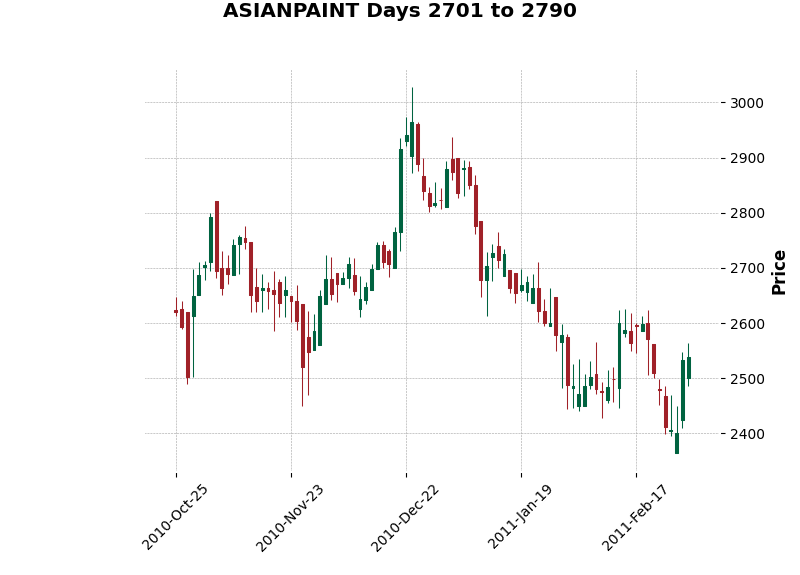 ASIANPAINT Days 2701 to 2790
3000
2900
2800
2700
2600
2500
2400
Price
2010-Oct-25
2010-Nov-23
2010-Dec-22
2011-Jan-19
2011-Feb-17